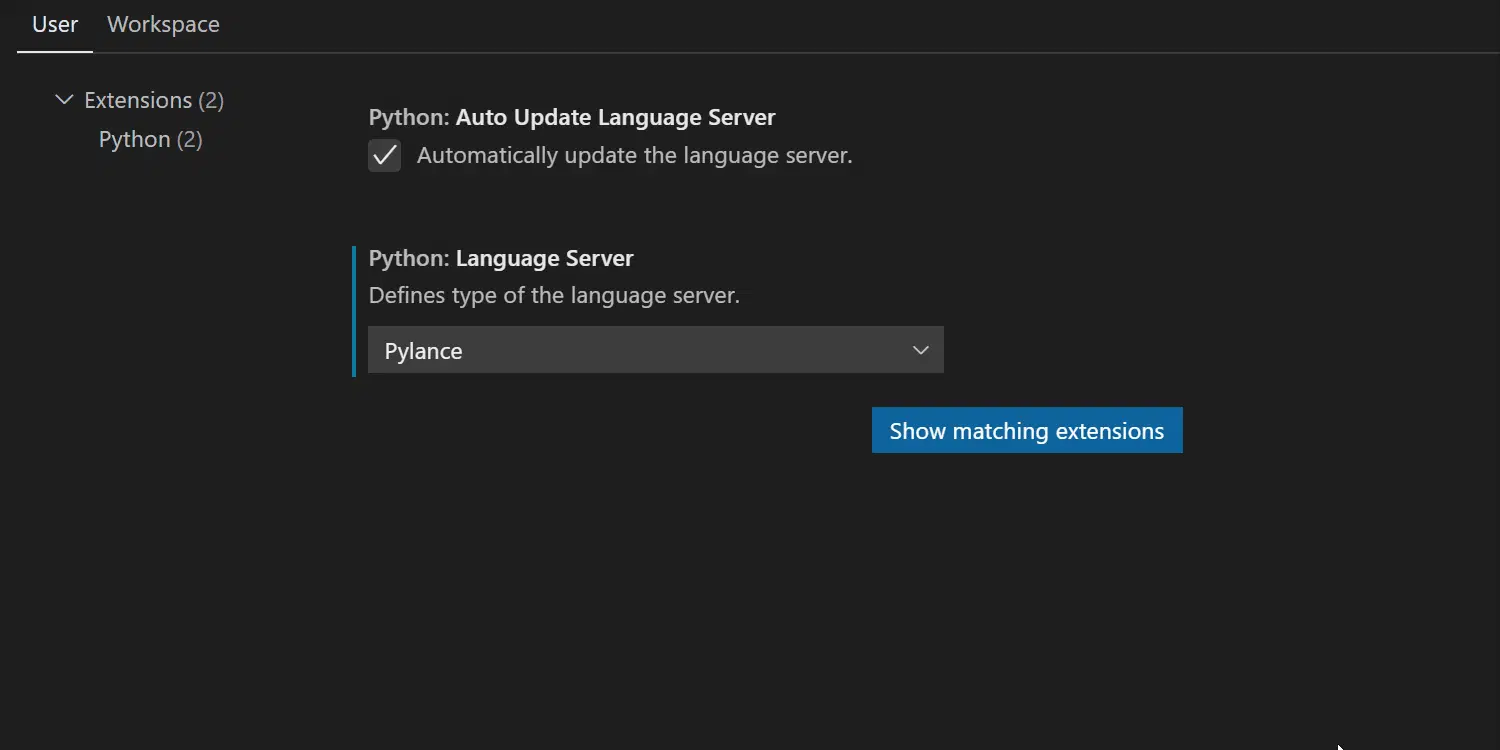 User Workspace
Extensions (2)
Python (2)
Python: Auto Update Language Server
Automatically update the language server.
Python: Language Server
Defines type of the language server.
Pylance
Show matching extensions